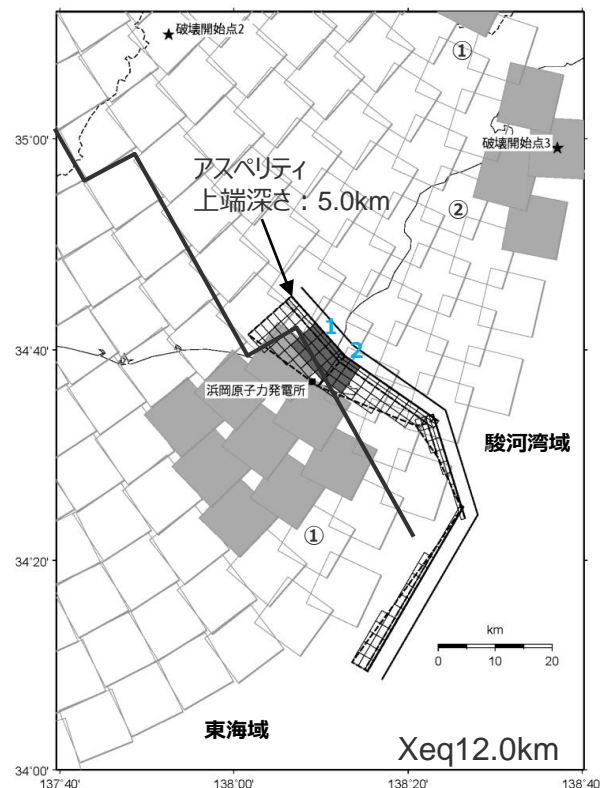 破壊開始点2
①
35°00'
破壊開始点3
アスペリティ
上端深さ：5.0km
②
1
34°40'
2
浜岡原子力発電所
駿河湾域
①
34°20'
km
0 10 20
東海域
Xeq12.0km
34°00'
137°40' 138°00' 138°20' 138°40'